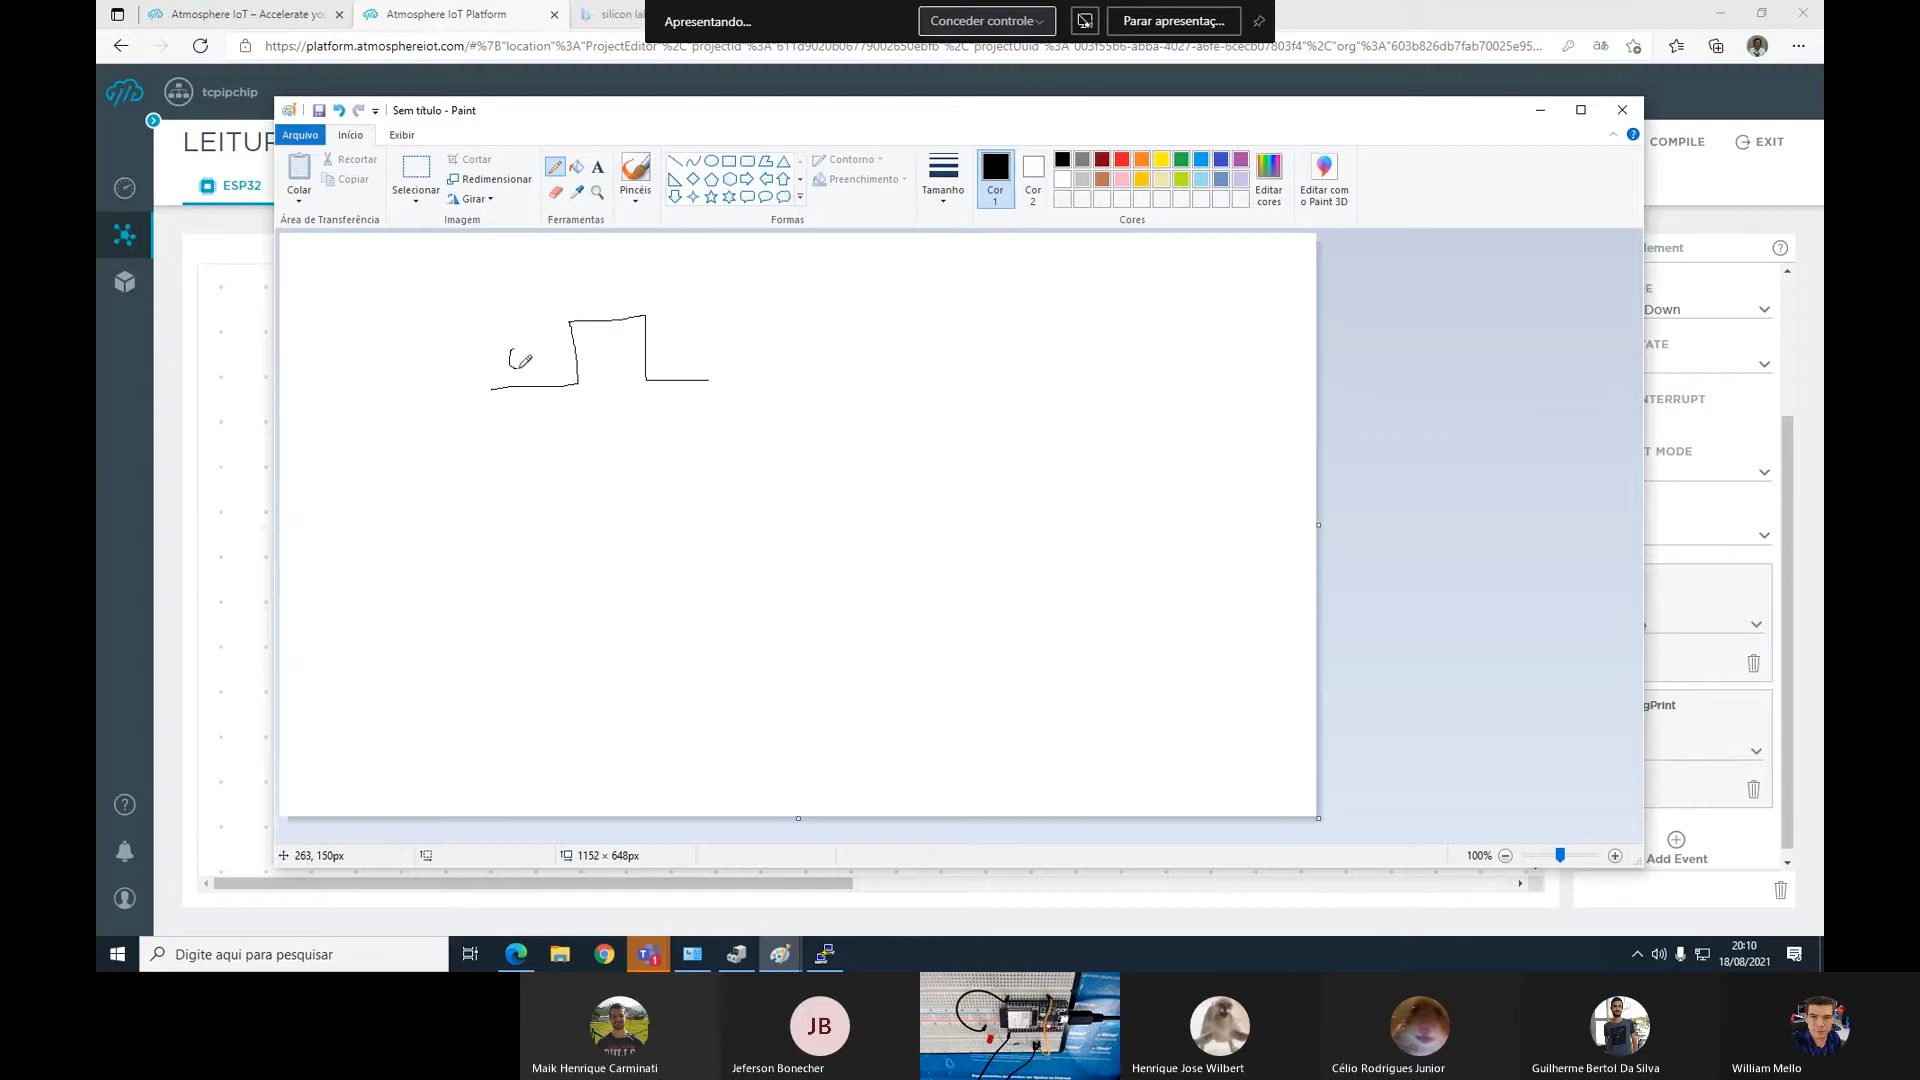 Atmosphere IoT – Accelerate yo
Atmosphere IoT Platform
silicon la
Apresentando...
Conceder controle
Parar apresentaç...
tcpipchip
Sem título - Paint
LEITUR
COMPILE
EXIT
ESP32
Arquivo
Início
Exibir
Colar
Recortar
Copiar
Área de Transferência
Selecionar
Cortar
Redimensionar
Girar
Imagem
Ferramentas
Pincéis
Formas
Contorno
Preenchimento
Tamanho
Cor
1
Cor
2
Cores
Editar
cores
Editar com
o Paint 3D
lement
E
Down
ATE
NTERRUPT
T MODE
e
gPrint
Add Event
263, 150px
1152 × 648px
100%
Digite aqui para pesquisar
20:10
18/08/2021
JB
Maik Henrique Carminati
Jeferson Bonecher
Henrique Jose Wilbert
Célio Rodrigues Junior
Guilherme Bertol Da Silva
William Mello